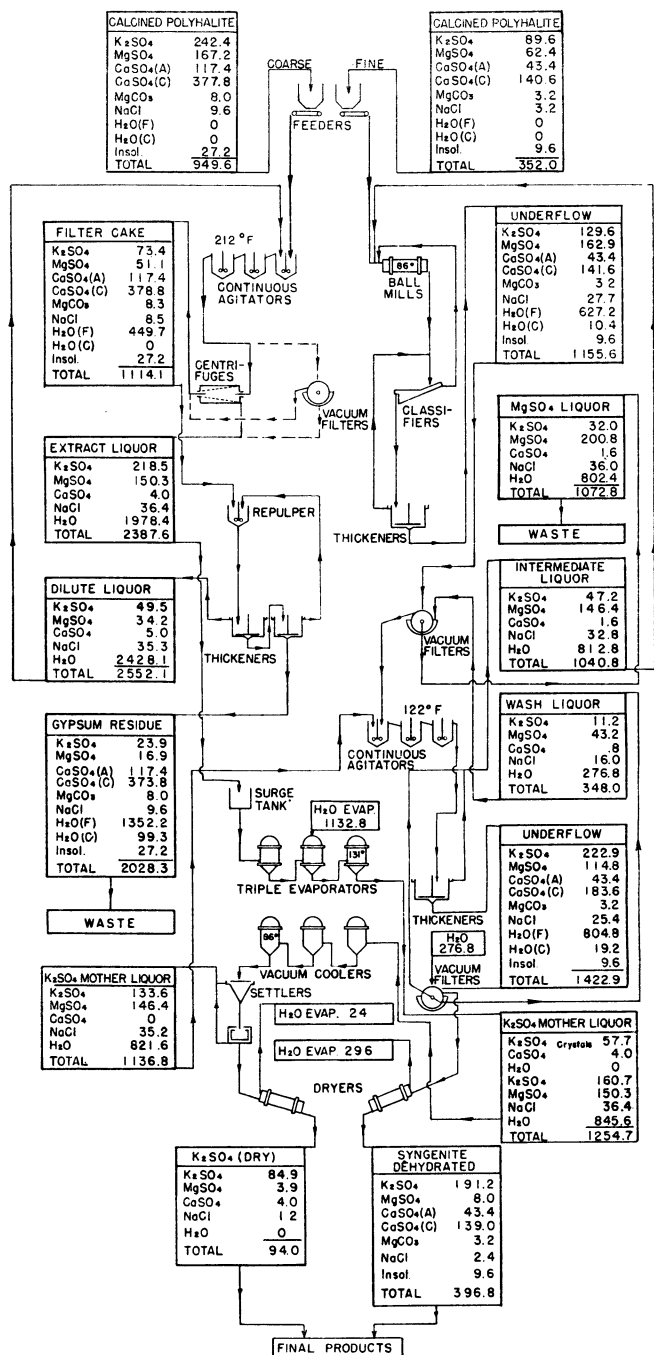 CALCINED POLYHALITE
K₂SO₄ 242.4
MgSO₄ 167.2
CaSO₄(A) 117.4
CaSO₄(C) 377.8
MgCO₃ 8.0
NaCl 9.6
H₂O(F) 0
H₂O(C) 0
Insol. 27.2
TOTAL 949.6
CALCINED POLYHALITE
K₂SO₄ 89.6
MgSO₄ 62.4
CaSO₄(A) 43.4
CaSO₄(C) 140.6
MgCO₃ 3.2
NaCl 3.2
H₂O(F) 0
H₂O(C) 0
Insol. 9.6
TOTAL 352.0
COARSE
FINE
FEEDERS
FILTER CAKE
K₂SO₄ 73.4
MgSO₄ 51.1
CaSO₄(A) 117.4
CaSO₄(C) 378.8
MgCO₃ 8.3
NaCl 8.5
H₂O(F) 449.7
H₂O(C) 0
Insol. 27.2
TOTAL 1114.1
212°F
CONTINUOUS
AGITATORS
86°
BALL
MILLS
UNDERFLOW
K₂SO₄ 129.6
MgSO₄ 162.9
CaSO₄(A) 43.4
CaSO₄(C) 141.6
MgCO₃ 3.2
NaCl 27.7
H₂O(F) 627.2
H₂O(C) 10.4
Insol 9.6
TOTAL 1155.6
CENTRI-
FUGES
VACUUM
FILTERS
CLASSI-
FIERS
MgSO₄ LIQUOR
K₂SO₄ 32.0
MgSO₄ 200.8
CaSO₄ 1.6
NaCl 36.0
H₂O 802.4
TOTAL 1072.8
WASTE
EXTRACT LIQUOR
K₂SO₄ 218.5
MgSO₄ 150.3
CaSO₄ 4.0
NaCl 36.4
H₂O 1978.4
TOTAL 2387.6
REPULPER
THICKENERS
INTERMEDIATE
LIQUOR
K₂SO₄ 47.2
MgSO₄ 146.4
CaSO₄ 1.6
NaCl 32.8
H₂O 812.8
TOTAL 1040.8
DILUTE LIQUOR
K₂SO₄ 49.5
MgSO₄ 34.2
CaSO₄ 5.0
NaCl 35.3
H₂O 2428.1
TOTAL 2552.1
THICKENERS
VACUUM
FILTERS
122°F
CONTINUOUS
AGITATORS
WASH LIQUOR
K₂SO₄ 11.2
MgSO₄ 43.2
CaSO₄ .8
NaCl 16.0
H₂O 276.8
TOTAL 348.0
GYPSUM RESIDUE
K₂SO₄ 23.9
MgSO₄ 16.9
CaSO₄(A) 117.4
CaSO₄(C) 373.8
MgCO₃ 8.0
NaCl 9.6
H₂O(F) 1352.2
H₂O(C) 99.3
Insol. 27.2
TOTAL 2028.3
WASTE
SURGE
TANK
H₂O EVAP.
1132.8
131°
TRIPLE EVAPORATORS
UNDERFLOW
K₂SO₄ 222.9
MgSO₄ 114.8
CaSO₄(A) 43.4
CaSO₄(C) 183.6
MgCO₃ 3.2
NaCl 25.4
H₂O(F) 804.8
H₂O(C) 19.2
Insol. 9.6
TOTAL 1422.9
THICKENERS
H₂O
276.8
VACUUM
FILTERS
86°
VACUUM COOLERS
SETTLERS
K₂SO₄ MOTHER LIQUOR
K₂SO₄ 133.6
MgSO₄ 146.4
CaSO₄ 0
NaCl 35.2
H₂O 821.6
TOTAL 1136.8
H₂O EVAP. 24
H₂O EVAP. 296
DRYERS
K₂SO₄ MOTHER LIQUOR
K₂SO₄ Crystals 57.7
CaSO₄ 4.0
H₂O 0
K₂SO₄ 160.7
MgSO₄ 150.3
NaCl 36.4
H₂O 845.6
TOTAL 1254.7
K₂SO₄ (DRY)
K₂SO₄ 84.9
MgSO₄ 3.9
CaSO₄ 4.0
NaCl 1.2
H₂O 0
TOTAL 94.0
SYNGENITE
DEHYDRATED
K₂SO₄ 191.2
MgSO₄ 8.0
CaSO₄(A) 43.4
CaSO₄(C) 139.0
MgCO₃ 3.2
NaCl 2.4
Insol. 9.6
TOTAL 396.8
FINAL PRODUCTS